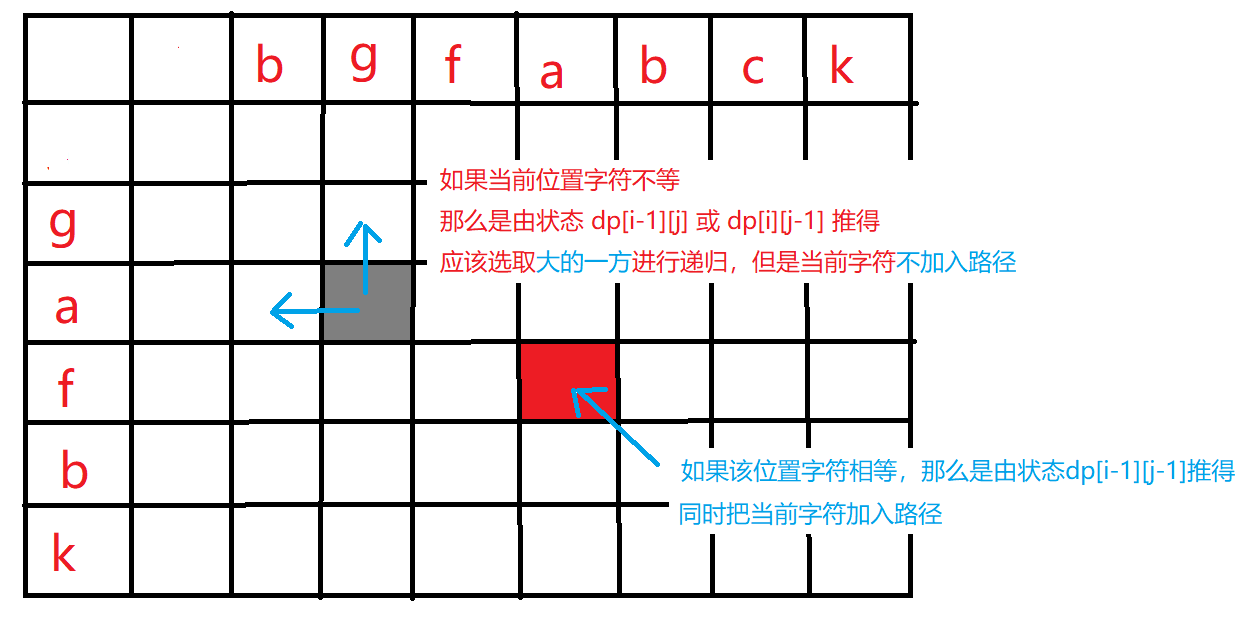 b g f a b c k
如果当前位置字符不等
g
那么是由状态 dp[i-1][j] 或 dp[i][j-1] 推得
应该选取大的一方进行递归，但是当前字符不加入路径
a
f
b
如果该位置字符相等，那么是由状态dp[i-1][j-1]推得
同时把当前字符加入路径
k